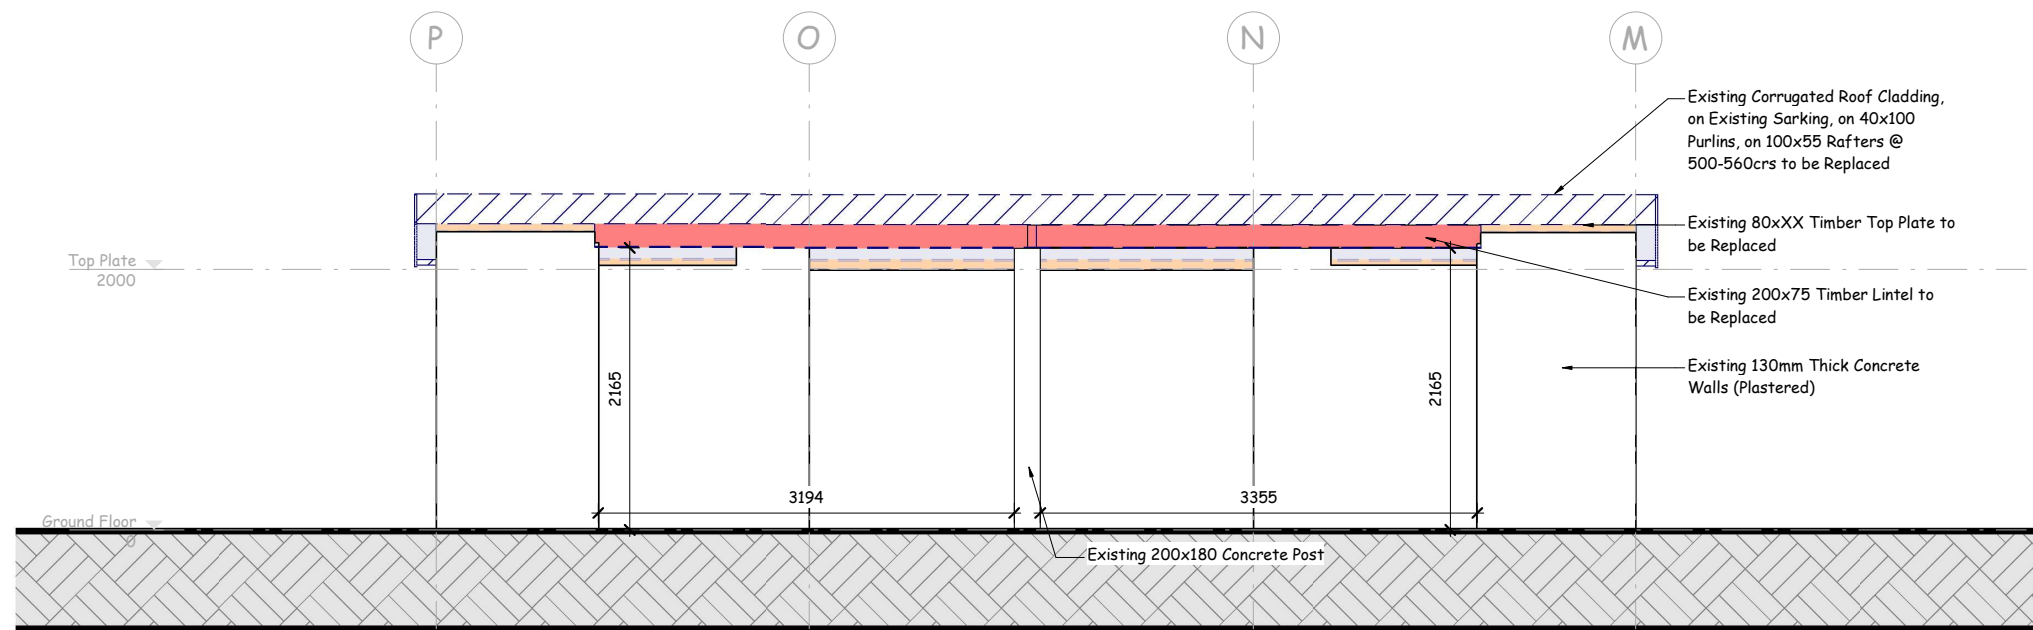 P
O
N
M
Existing Corrugated Roof Cladding,
on Existing Sarking, on 40x100
Purlins, on 100x55 Rafters @
500-560crs to be Replaced
Existing 80xXX Timber Top Plate to
be Replaced
Top Plate
2000
Existing 200x75 Timber Lintel to
be Replaced
Existing 130mm Thick Concrete
Walls (Plastered)
2165
2165
3194
3355
Ground Floor
0
Existing 200x180 Concrete Post